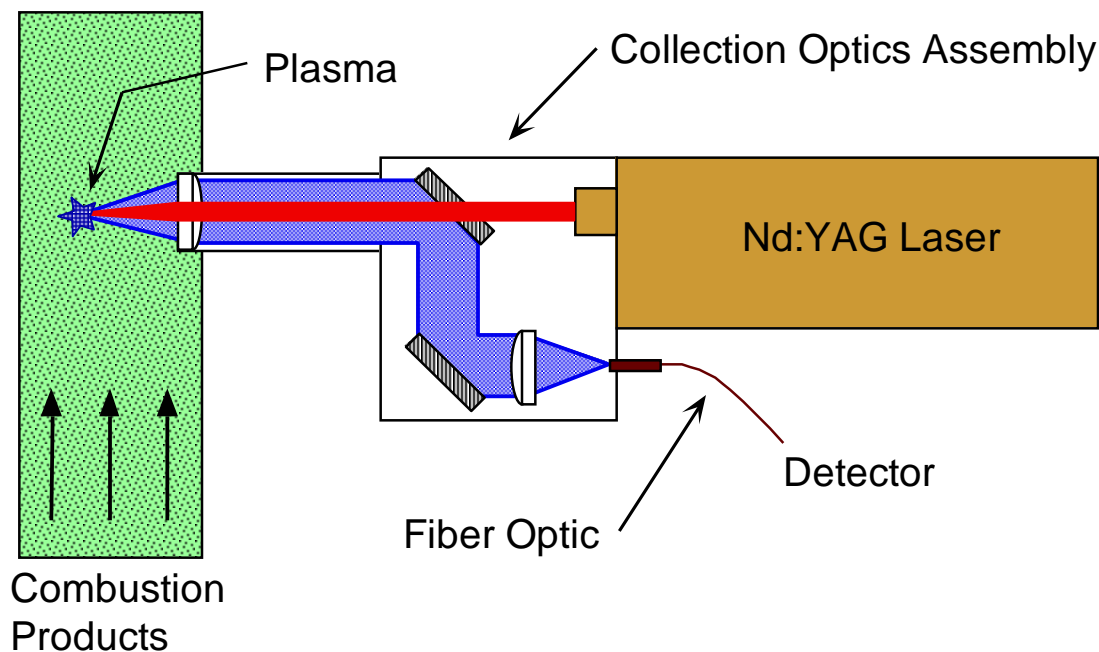 Collection Optics Assembly
Plasma
Nd:YAG Laser
Detector
Fiber Optic
Combustion
Products